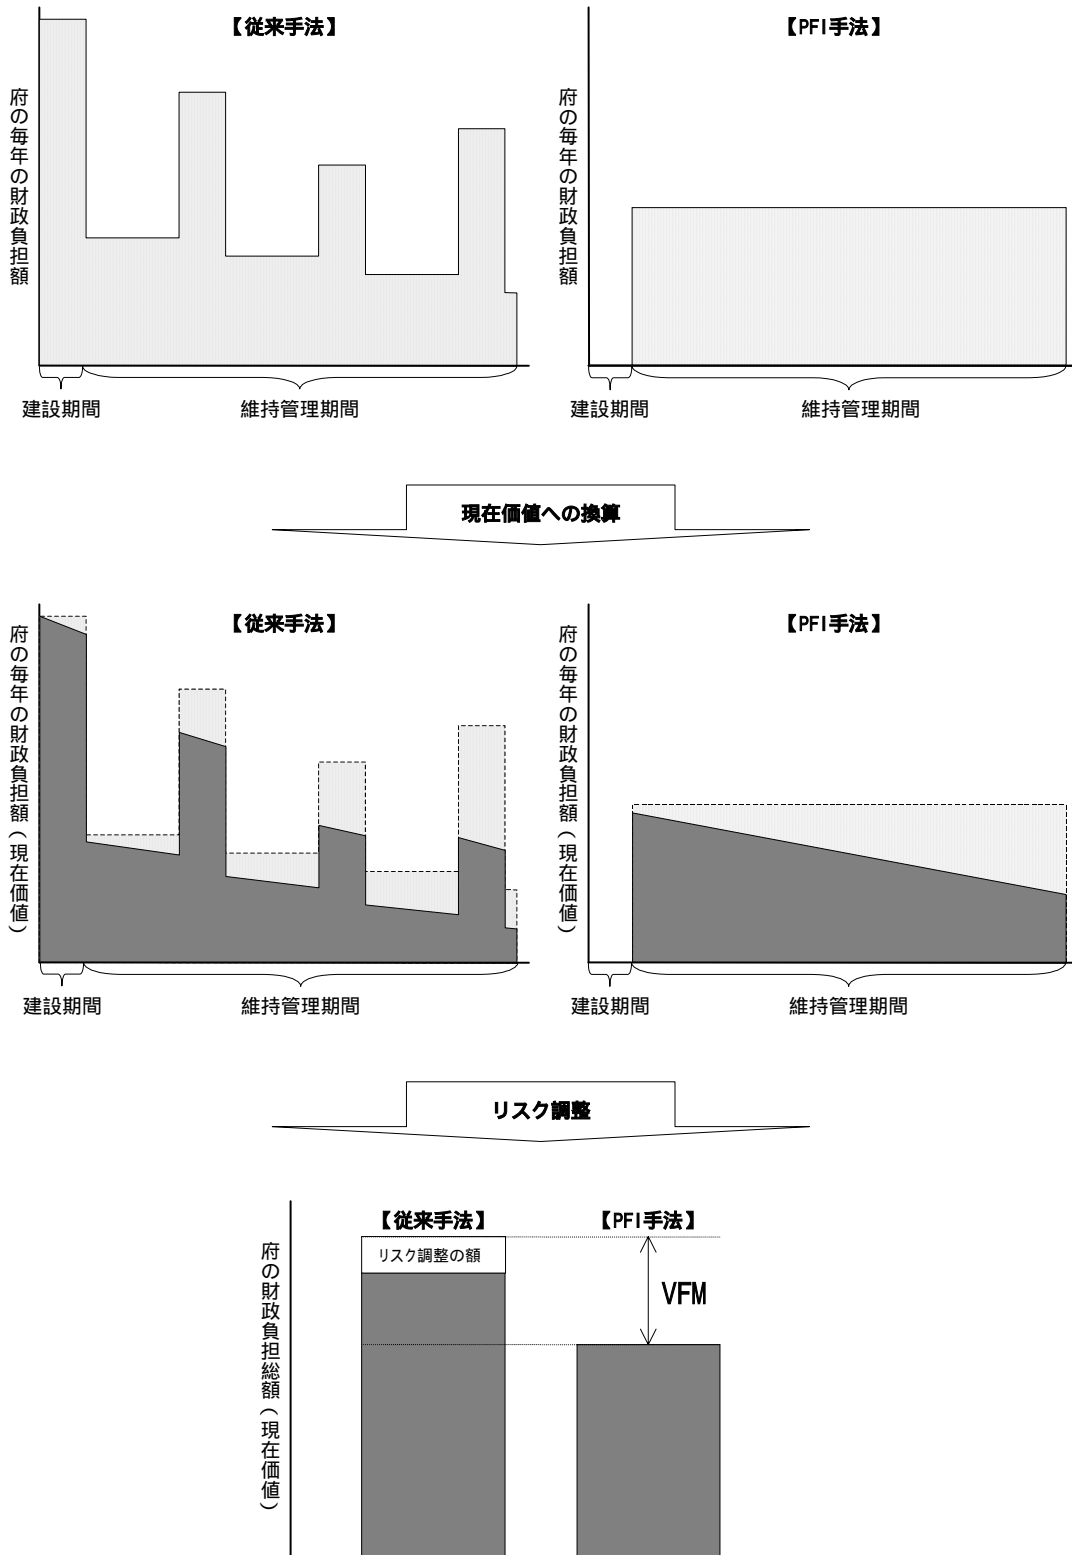 【従来手法】
【PFI手法】
府の毎年の財政負担額
府の毎年の財政負担額
建設期間
維持管理期間
建設期間
維持管理期間
現在価値への換算
【従来手法】
【PFI手法】
府の毎年の財政負担額(現在価値)
府の毎年の財政負担額(現在価値)
建設期間
維持管理期間
建設期間
維持管理期間
リスク調整
【従来手法】
【PFI手法】
府の財政負担総額(現在価値)
リスク調整の額
VFM